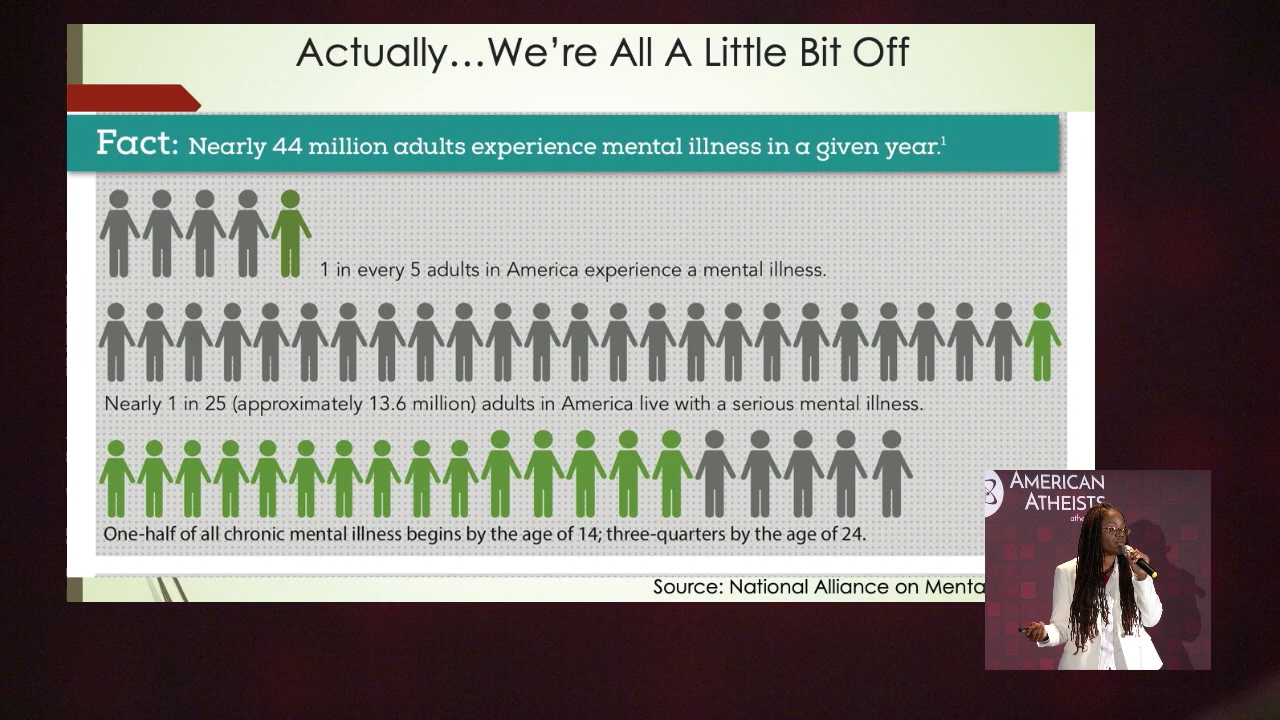 Actually…We're All A Little Bit Off
Fact: Nearly 44 million adults experience mental illness in a given year.¹
1 in every 5 adults in America experience a mental illness.
Nearly 1 in 25 (approximately 13.6 million) adults in America live with a serious mental illness.
One-half of all chronic mental illness begins by the age of 14; three-quarters by the age of 24.
Source: National Alliance on Menta
AMERICAN
ATHEISTS